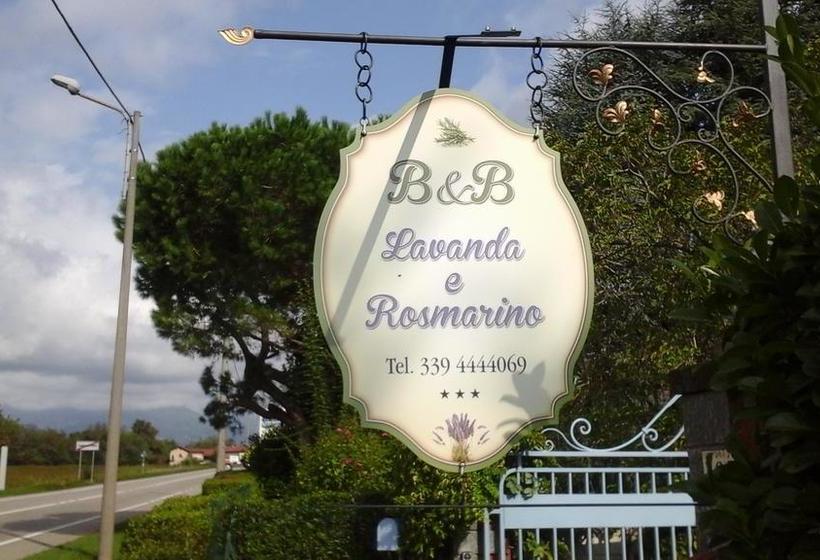 B&B
Lavanda
e
Rosmarino
Tel. 339 4444069
★★★